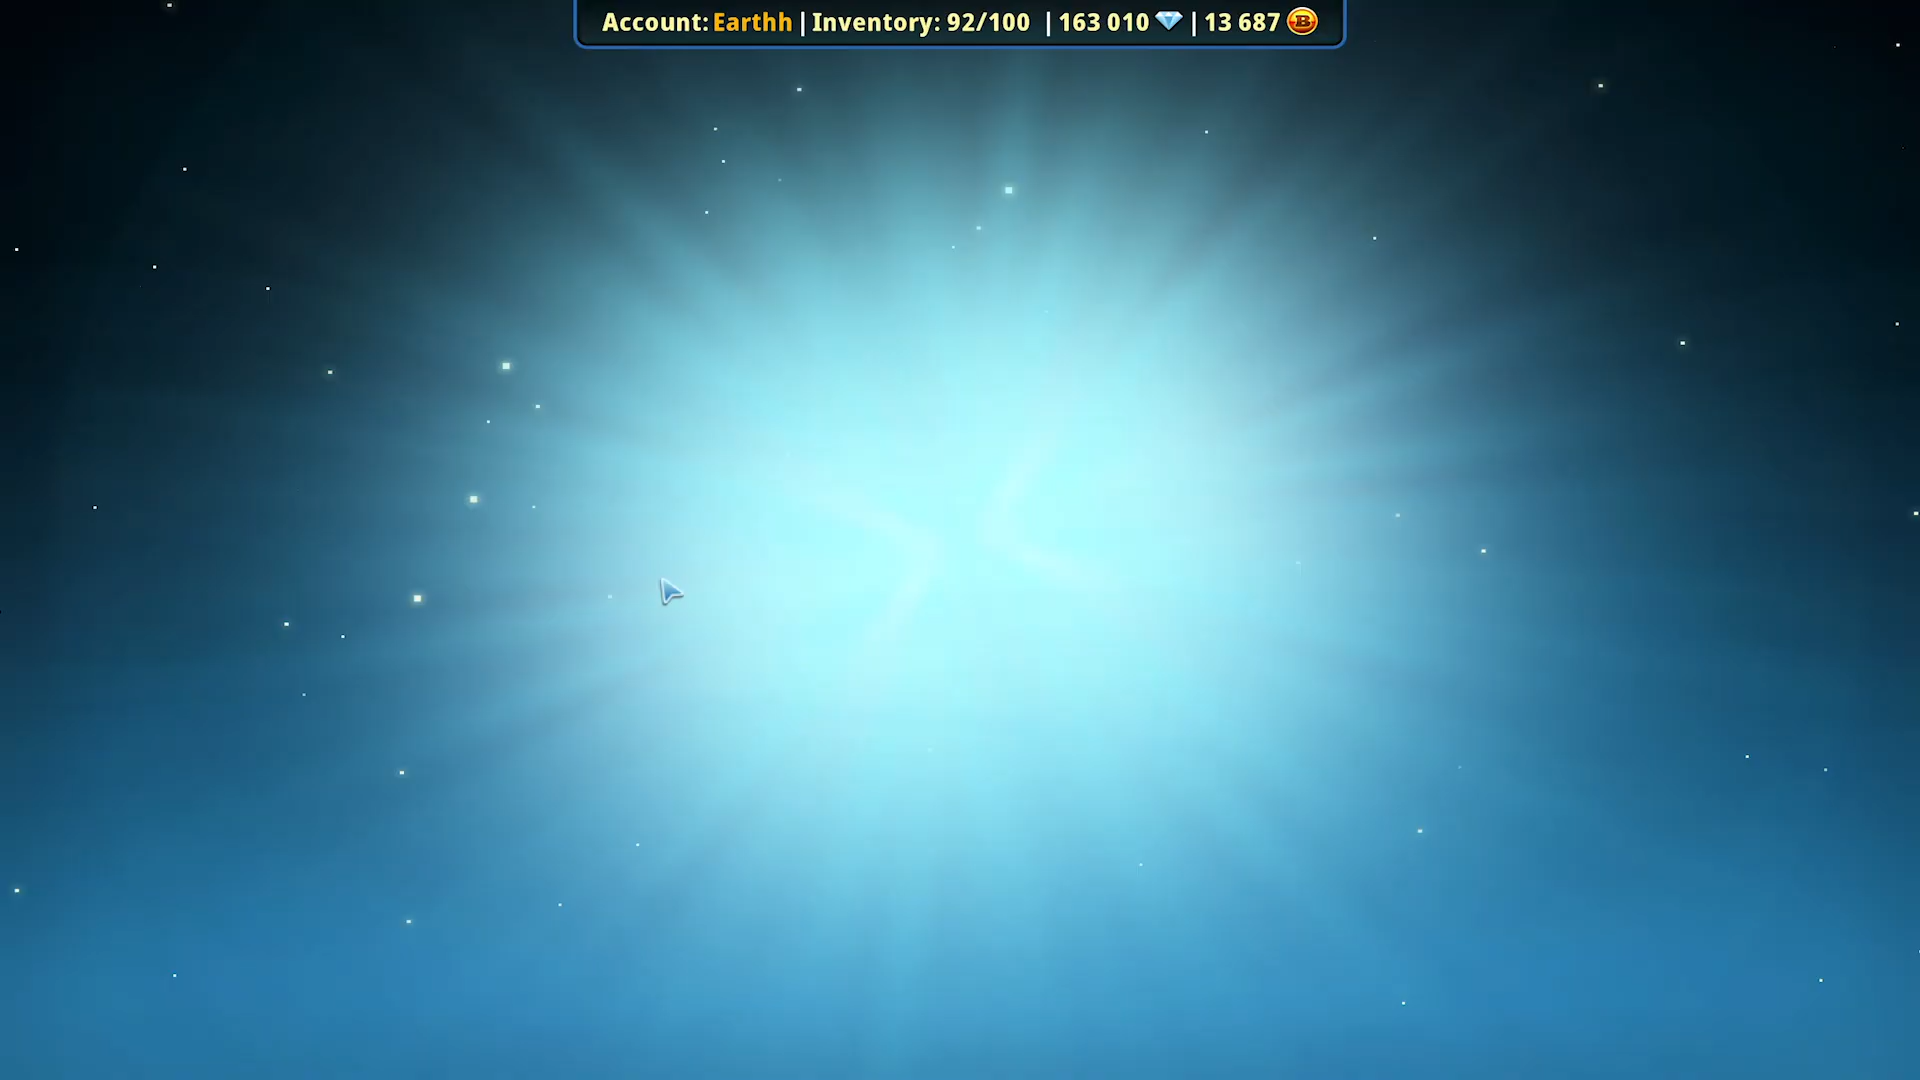 Account: Earthh | Inventory: 92/100 | 163 010 | 13 687 B